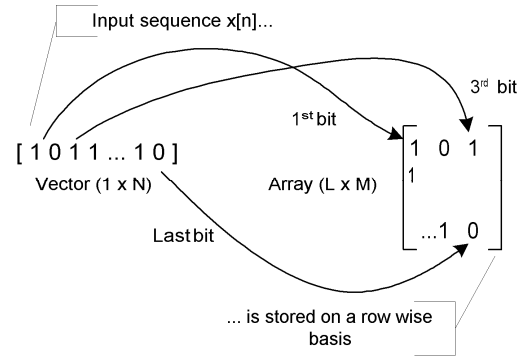 Input sequence x[n]...
3rd bit
1st bit
[ 1 0 1 1 ... 1 0 ]
1 0 1
1
Vector (1 x N)
Array (L x M)
...1 0
Last bit
... is stored on a row wise
basis